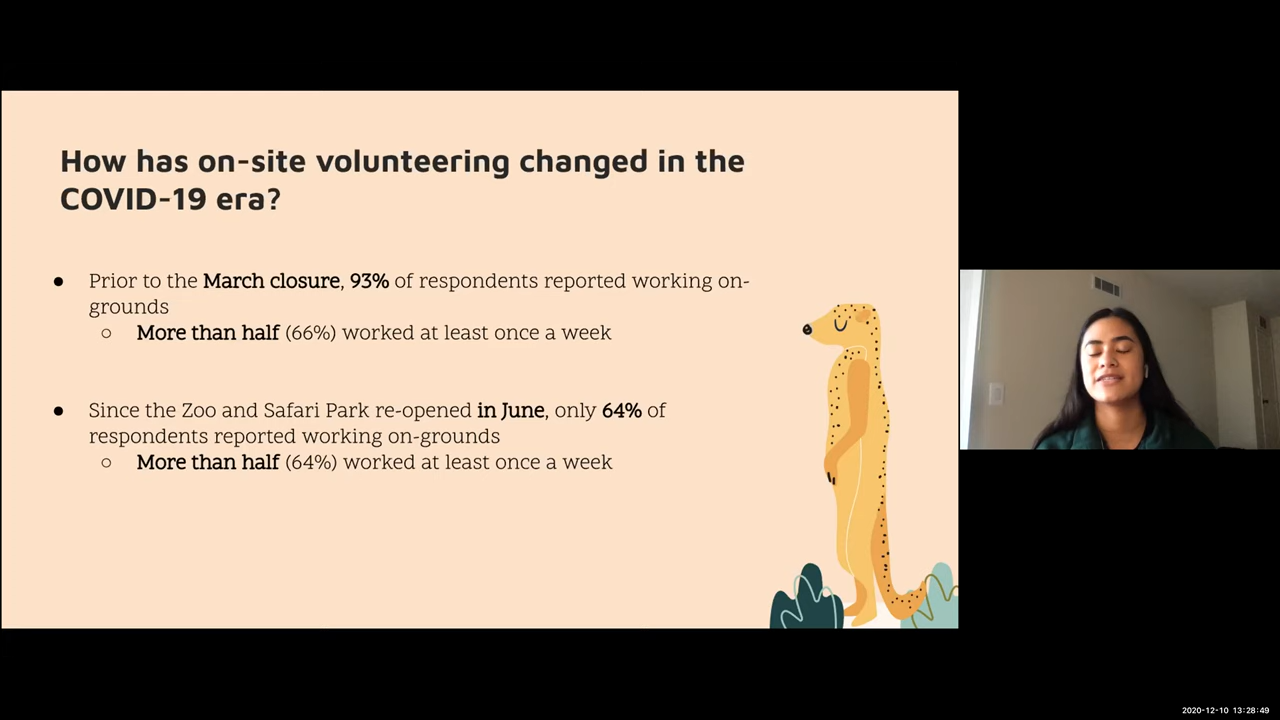 How has on-site volunteering changed in the
COVID-19 era?
● Prior to the March closure, 93% of respondents reported working on-
grounds
○ More than half (66%) worked at least once a week
● Since the Zoo and Safari Park re-opened in June, only 64% of
respondents reported working on-grounds
○ More than half (64%) worked at least once a week
2020-12-10 13:28:49